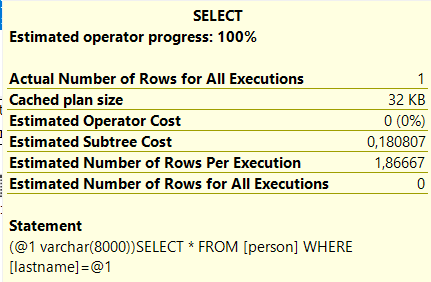 SELECT
Estimated operator progress: 100%
Actual Number of Rows for All Executions 1
Cached plan size 32 KB
Estimated Operator Cost 0 (0%)
Estimated Subtree Cost 0,180807
Estimated Number of Rows Per Execution 1,86667
Estimated Number of Rows for All Executions 0
Statement
(@1 varchar(8000))SELECT * FROM [person] WHERE
[lastname]=@1